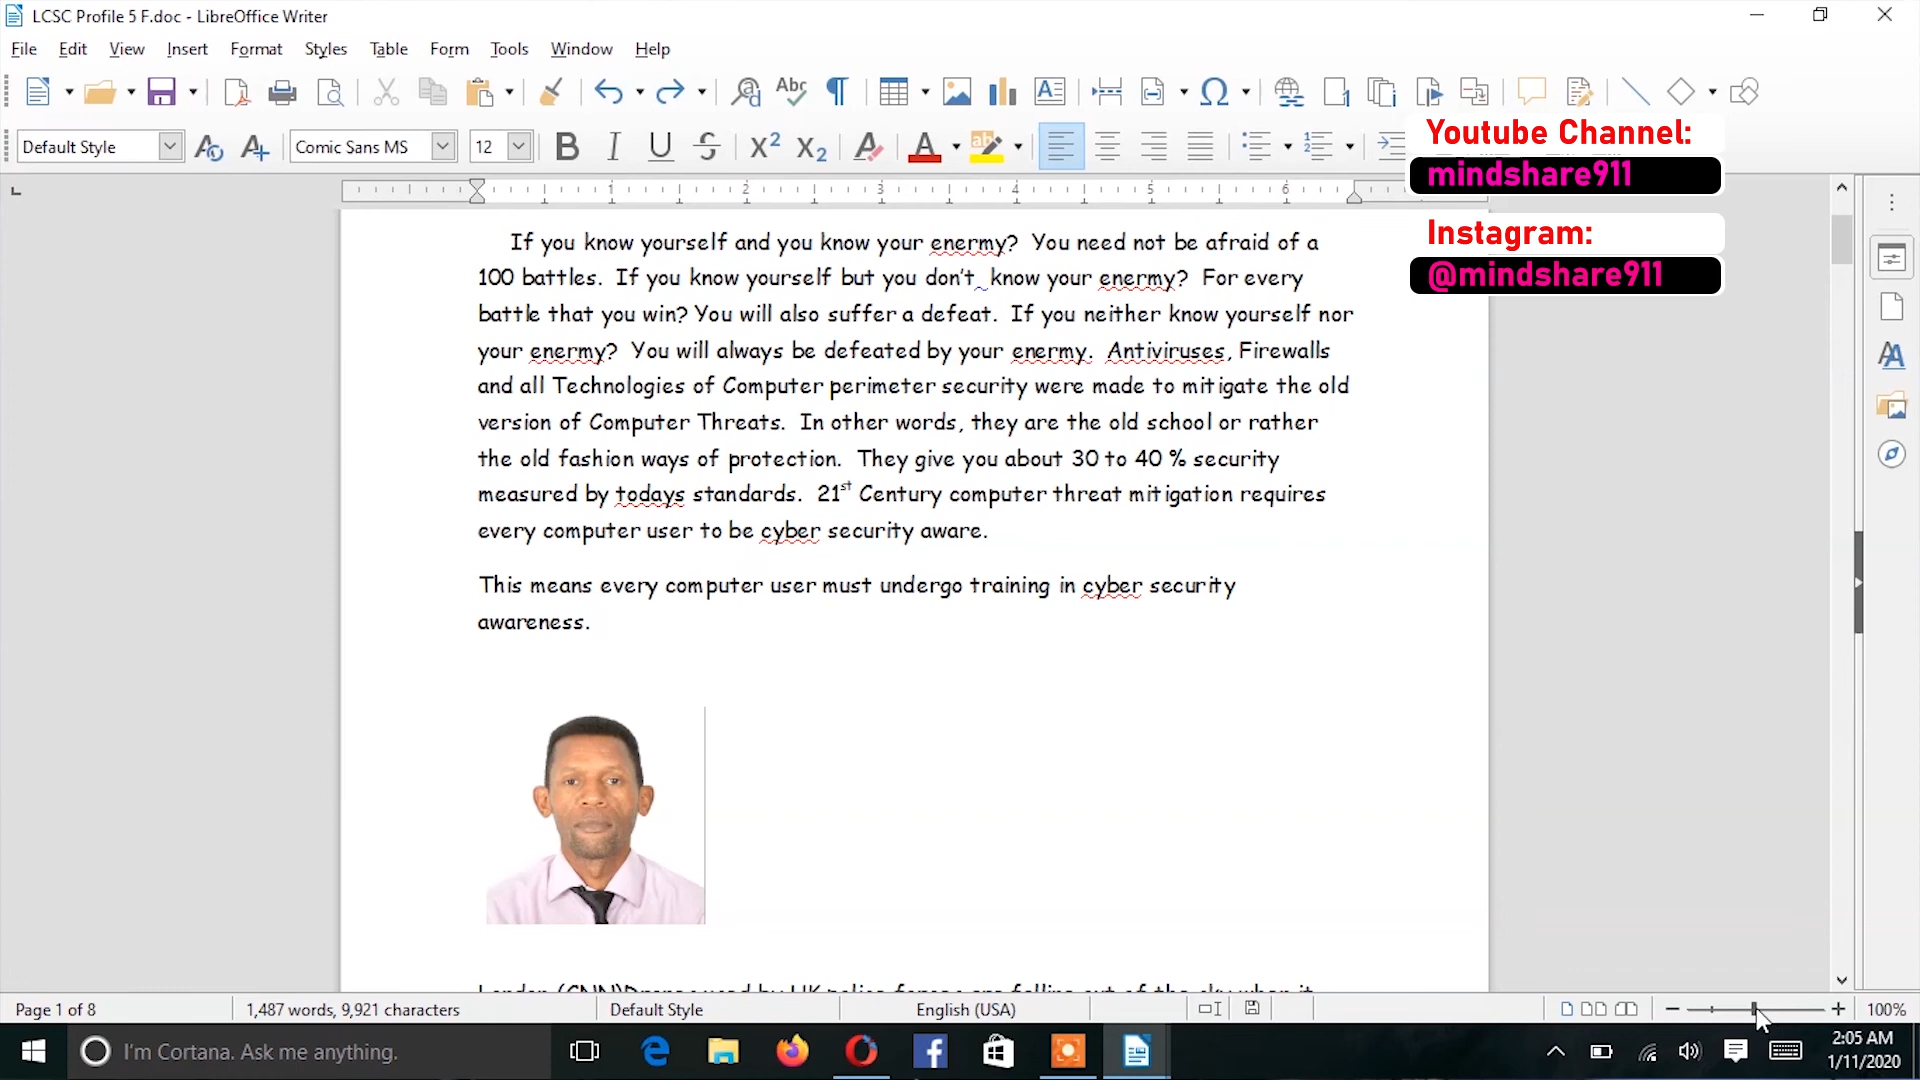 LCSC Profile 5 F.doc - LibreOffice Writer
File Edit View Insert Format Styles Table Form Tools Window Help
Default Style Comic Sans MS 12
Youtube Channel:
mindshare911
Instagram:
@mindshare911
1 2 3 4 5 6
If you know yourself and you know your enermy? You need not be afraid of a
100 battles. If you know yourself but you don't know your enermy? For every
battle that you win? You will also suffer a defeat. If you neither know yourself nor
your enermy? You will always be defeated by your enermy. Antiviruses, Firewalls
and all Technologies of Computer perimeter security were made to mitigate the old
version of Computer Threats. In other words, they are the old school or rather
the old fashion ways of protection. They give you about 30 to 40 % security
measured by todays standards. 21st Century computer threat mitigation requires
every computer user to be cyber security aware.
This means every computer user must undergo training in cyber security
awareness.
London (CNN)Drones used by UK police forces are falling out of the sky when it
Page 1 of 8 1,487 words, 9,921 characters Default Style English (USA) 100%
I'm Cortana. Ask me anything.
2:05 AM
1/11/2020